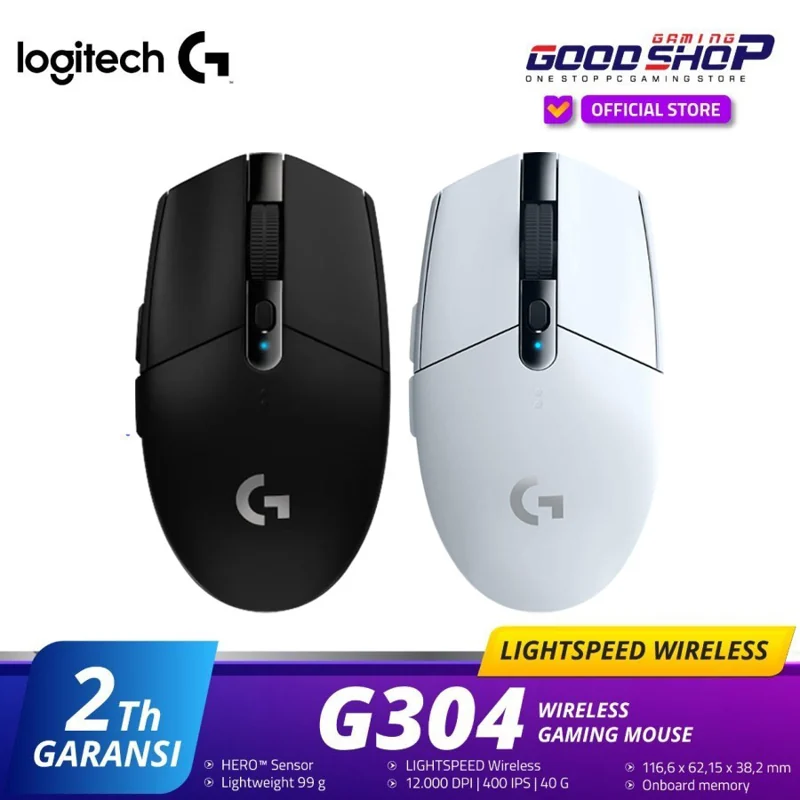 logitech G
GAMING
GOOD SHOP
ONE STOP PC GAMING STORE
OFFICIAL STORE
LIGHTSPEED WIRELESS
2Th
GARANSI
G304
WIRELESS
GAMING MOUSE
HERO™ Sensor
Lightweight 99 g
LIGHTSPEED Wireless
12.000 DPI | 400 IPS | 40 G
116,6 x 62,15 x 38,2 mm
Onboard memory